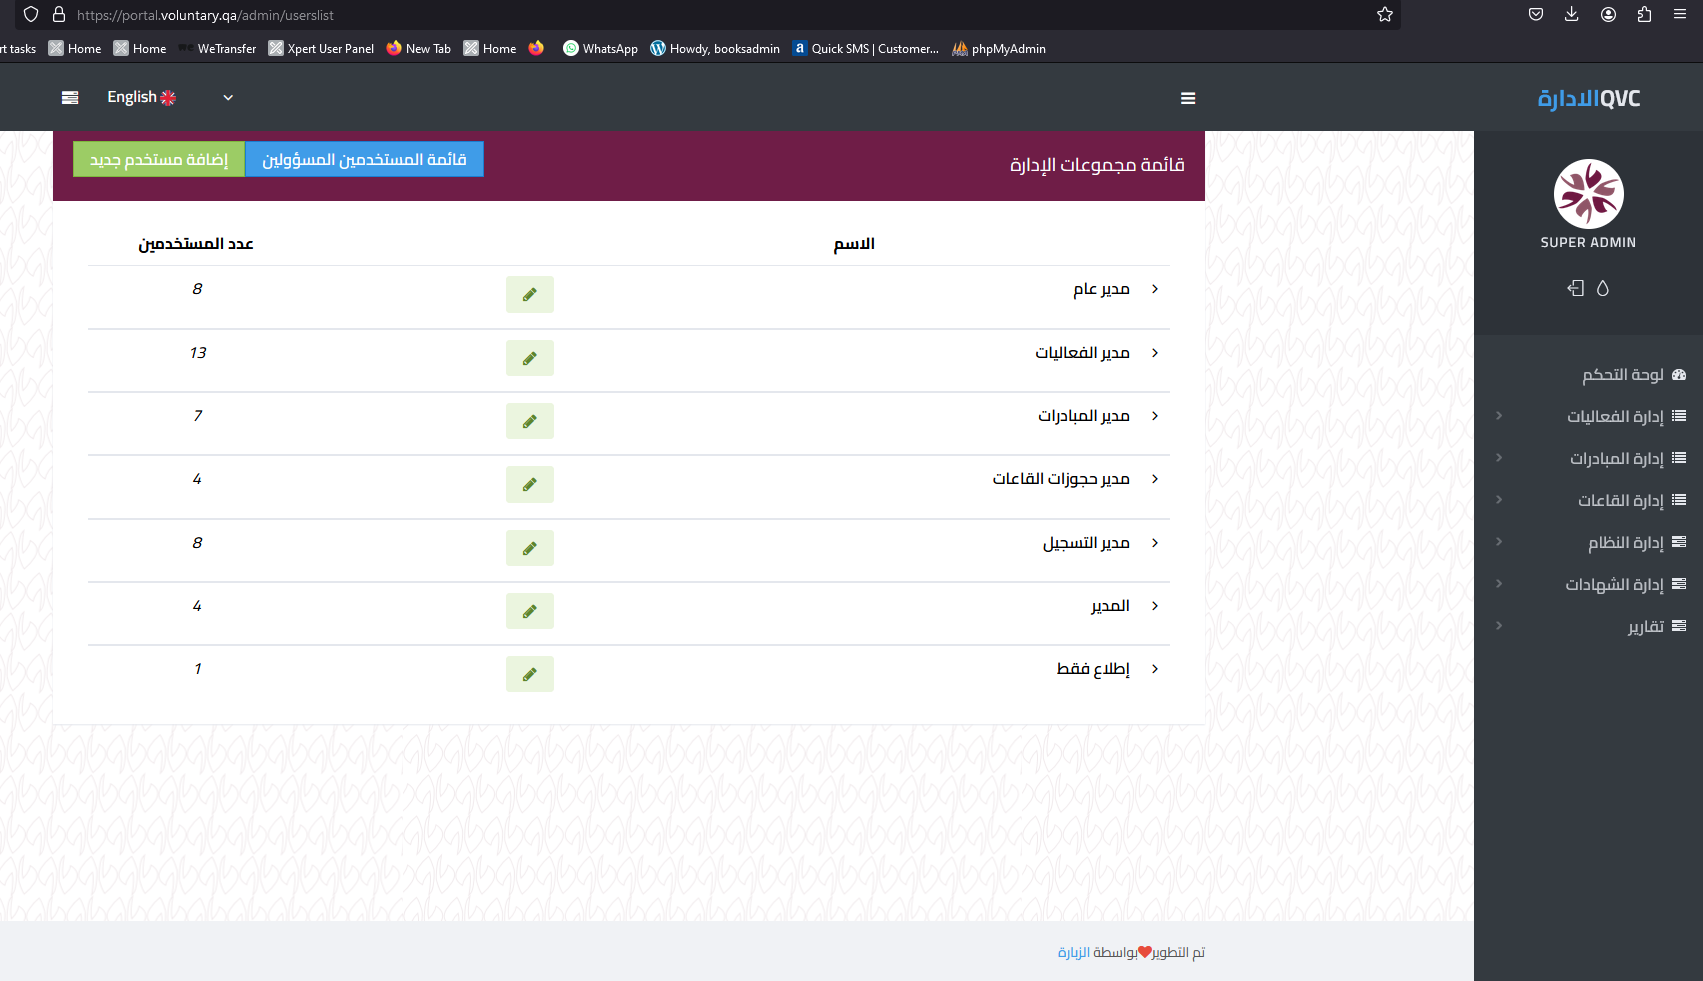 https://portal.voluntary.qa/admin/userslist
rt tasks
Home
Home
WeTransfer
Xpert User Panel
New Tab
Home
WhatsApp
Howdy, booksadmin
Quick SMS | Customer...
phpMyAdmin
QVCالادارة
English
SUPER ADMIN
لوحة التحكم
إدارة الفعاليات
إدارة المبادرات
إدارة القاعات
إدارة النظام
إدارة الشهادات
تقارير
قائمة مجموعات الإدارة
قائمة المستخدمين المسؤولين
إضافة مستخدم جديد
الاسم عدد المستخدمين
مدير عام 8
مدير الفعاليات 13
مدير المبادرات 7
مدير حجوزات القاعات 4
مدير التسجيل 8
المدير 4
إطلاع فقط 1
تم التطوير بواسطة الزبارة